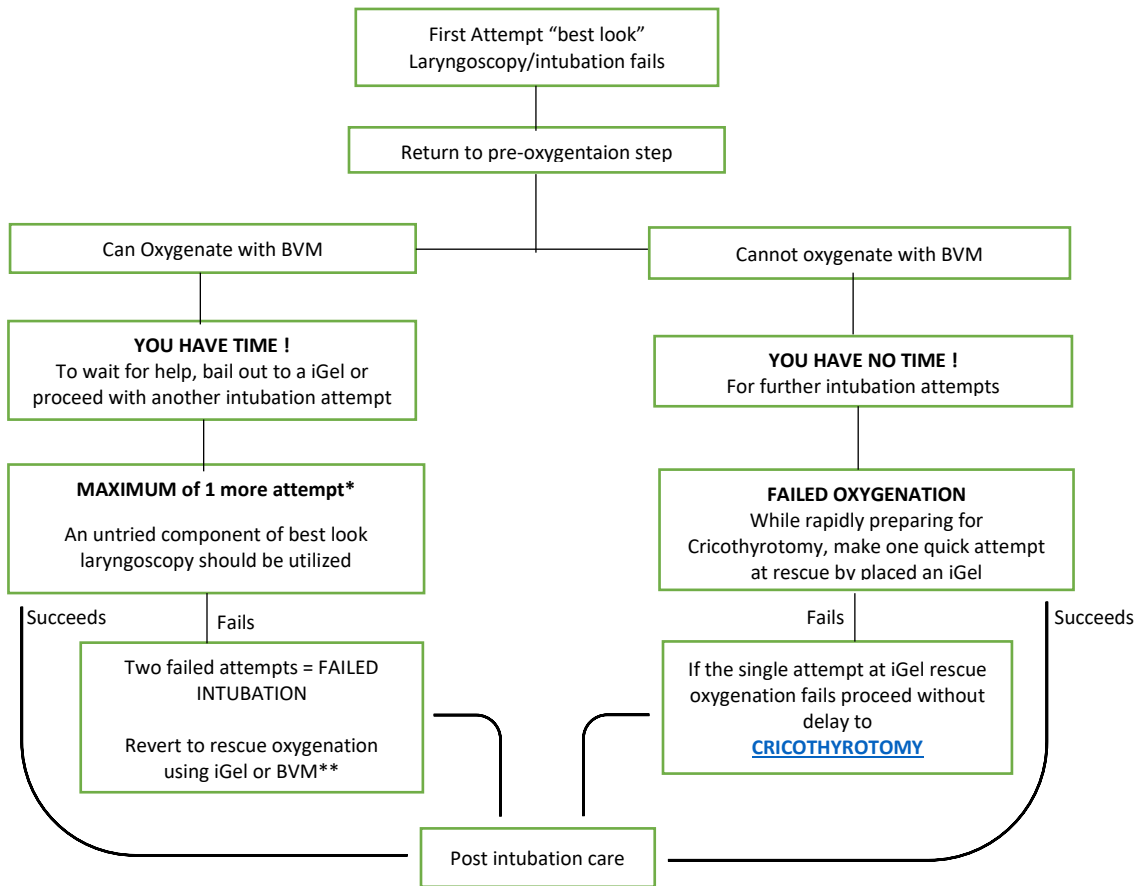 First Attempt “best look”
Laryngoscopy/intubation fails
Return to pre-oxygentaion step
Can Oxygenate with BVM
Cannot oxygenate with BVM
YOU HAVE TIME !
To wait for help, bail out to a iGel or
proceed with another intubation attempt
YOU HAVE NO TIME !
For further intubation attempts
MAXIMUM of 1 more attempt*
An untried component of best look
laryngoscopy should be utilized
FAILED OXYGENATION
While rapidly preparing for
Cricothyrotomy, make one quick attempt
at rescue by placed an iGel
Succeeds
Fails
Fails
Succeeds
Two failed attempts = FAILED
INTUBATION
Revert to rescue oxygenation
using iGel or BVM**
If the single attempt at iGel rescue
oxygenation fails proceed without
delay to
CRICOTHYROTOMY
Post intubation care